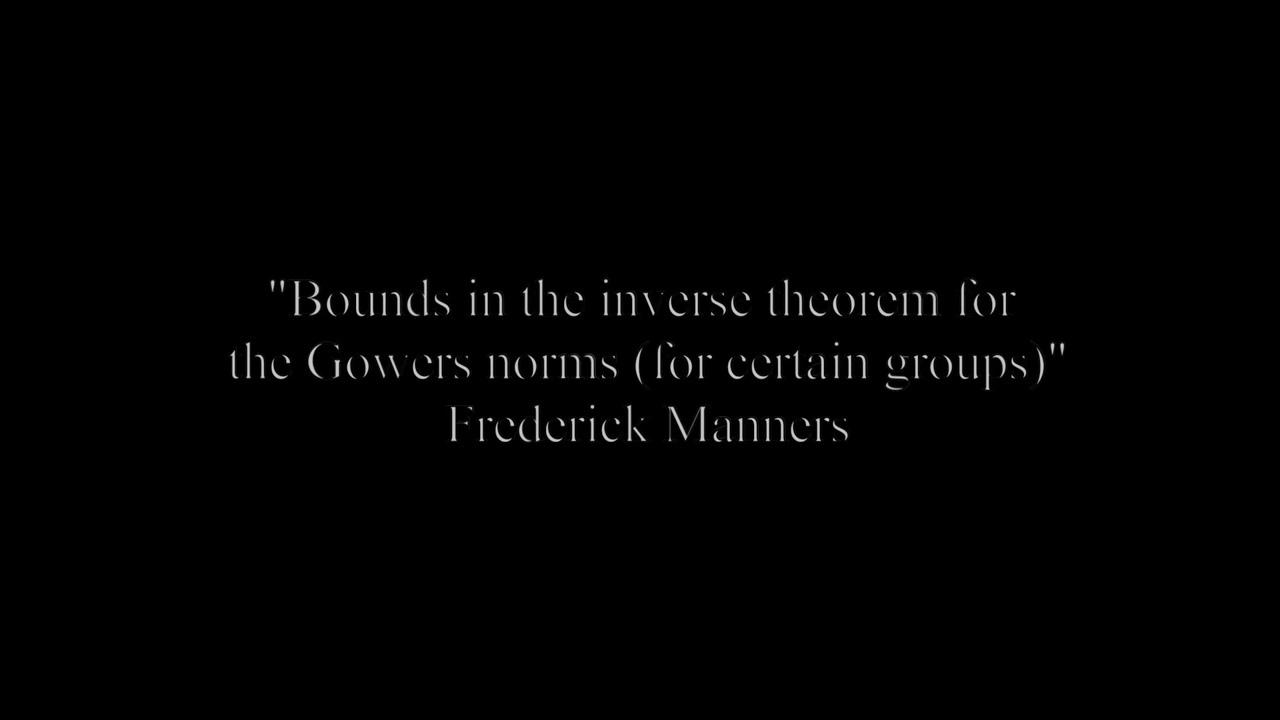 "Bounds in the inverse theorem for
the Gowers norms (for certain groups)"
Frederick Manners